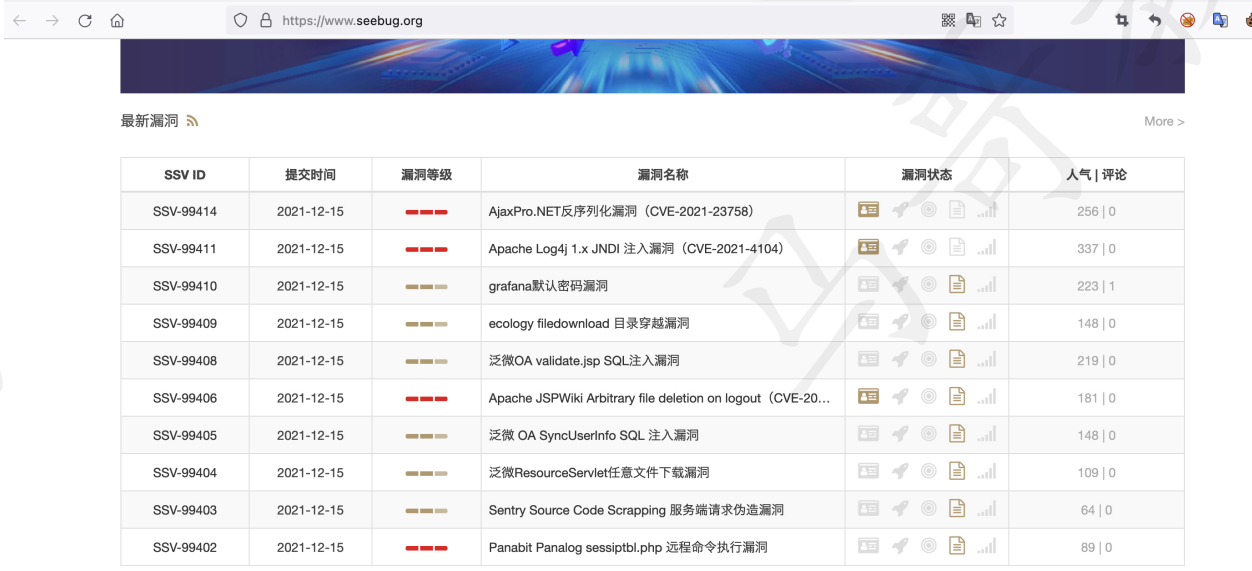 https://www.seebug.org
最新漏洞
More >
SSV ID 提交时间 漏洞等级 漏洞名称 漏洞状态 人气 | 评论
SSV-99414 2021-12-15 AjaxPro.NET反序列化漏洞（CVE-2021-23758） 256 | 0
SSV-99411 2021-12-15 Apache Log4j 1.x JNDI 注入漏洞（CVE-2021-4104） 337 | 0
SSV-99410 2021-12-15 grafana默认密码漏洞 223 | 1
SSV-99409 2021-12-15 ecology filedownload 目录穿越漏洞 148 | 0
SSV-99408 2021-12-15 泛微OA validate.jsp SQL注入漏洞 219 | 0
SSV-99406 2021-12-15 Apache JSPWiki Arbitrary file deletion on logout（CVE-20... 181 | 0
SSV-99405 2021-12-15 泛微 OA SyncUserInfo SQL 注入漏洞 148 | 0
SSV-99404 2021-12-15 泛微ResourceServlet任意文件下载漏洞 109 | 0
SSV-99403 2021-12-15 Sentry Source Code Scrapping 服务端请求伪造漏洞 64 | 0
SSV-99402 2021-12-15 Panabit Panalog sessiptbl.php 远程命令执行漏洞 89 | 0